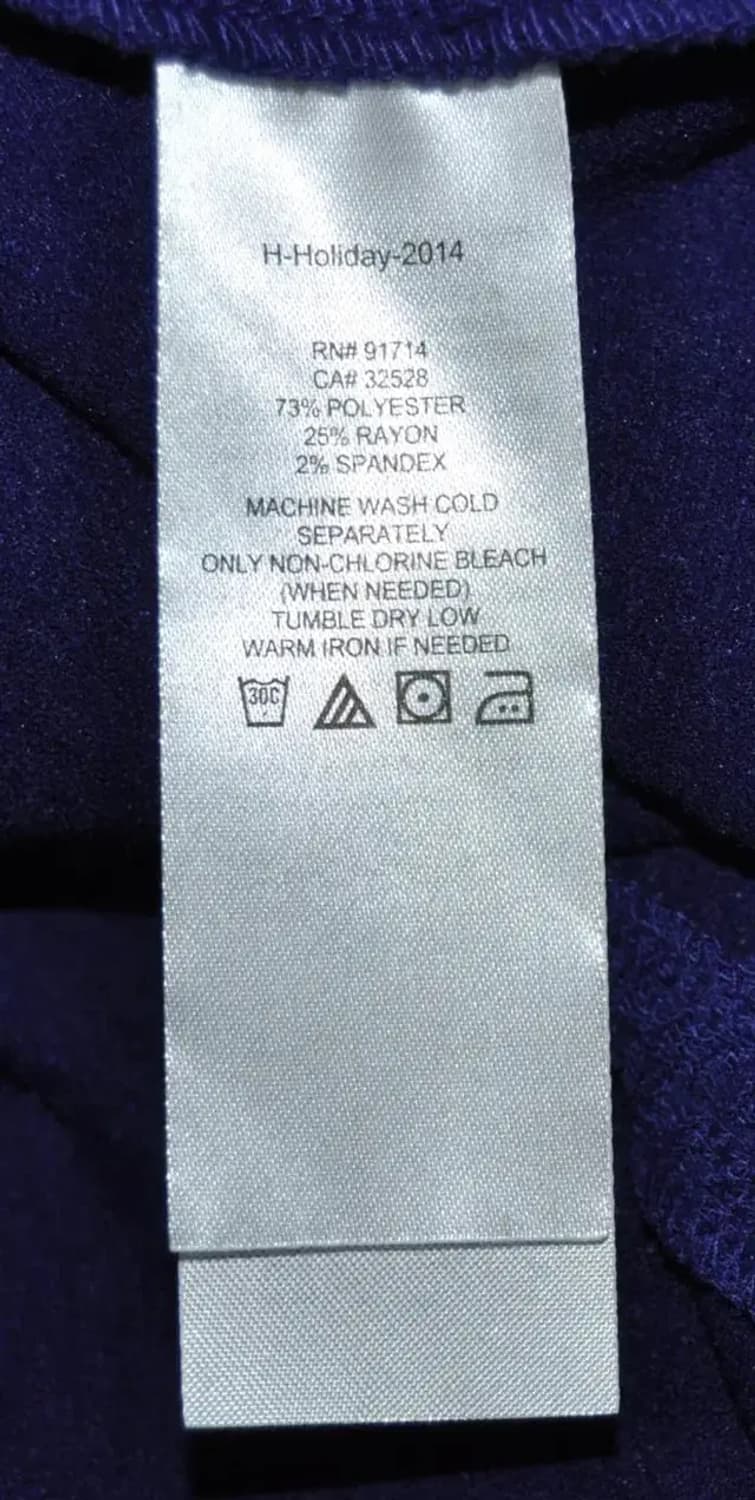 H-Holiday-2014
RN# 91714
CA# 32528
73% POLYESTER
25% RAYON
2% SPANDEX
MACHINE WASH COLD
SEPARATELY
ONLY NON-CHLORINE BLEACH
(WHEN NEEDED)
TUMBLE DRY LOW
WARM IRON IF NEEDED
30C